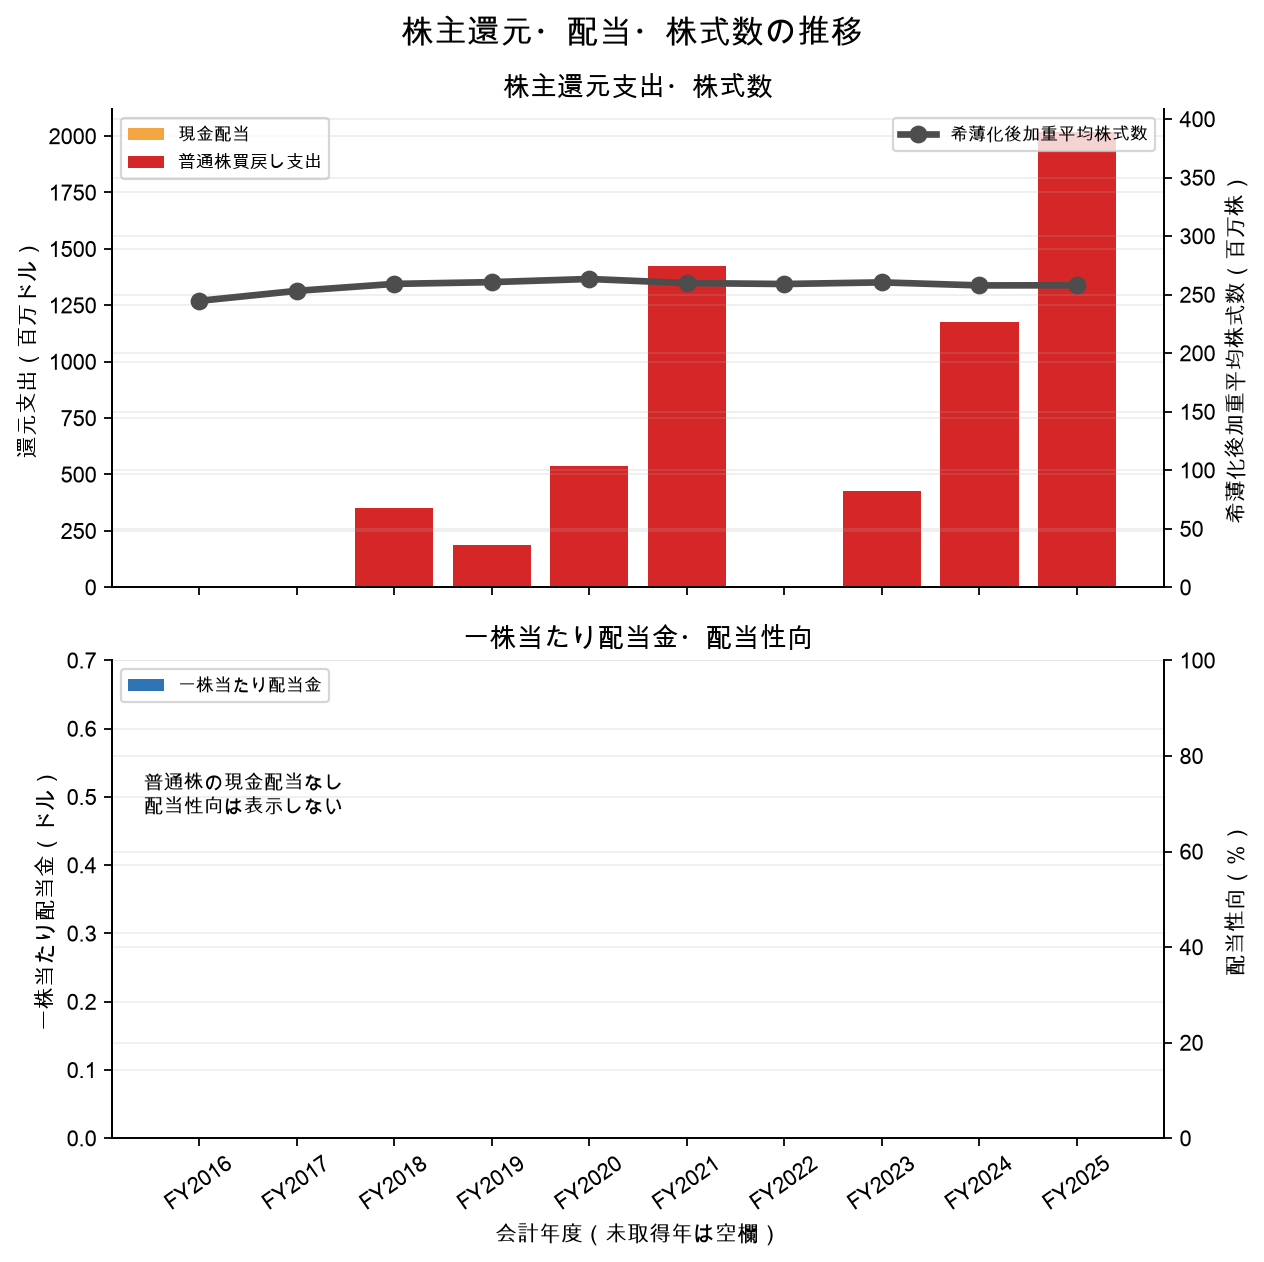 株主還元・配当・株式数の推移
株主還元支出・株式数
現金配当
普通株買戻し支出
希薄化後加重平均株式数
還元支出(百万ドル)
2000
1750
1500
1250
1000
750
500
250
0
400
350
300
250
200
150
100
50
0
希薄化後加重平均株式数(百万株)
一株当たり配当金・配当性向
一株当たり配当金
普通株の現金配当なし
配当性向は表示しない
一株当たり配当金(ドル)
0.7
0.6
0.5
0.4
0.3
0.2
0.1
0.0
100
80
60
40
20
0
配当性向(%)
FY2016
FY2017
FY2018
FY2019
FY2020
FY2021
FY2022
FY2023
FY2024
FY2025
会計年度(未取得年は空欄)